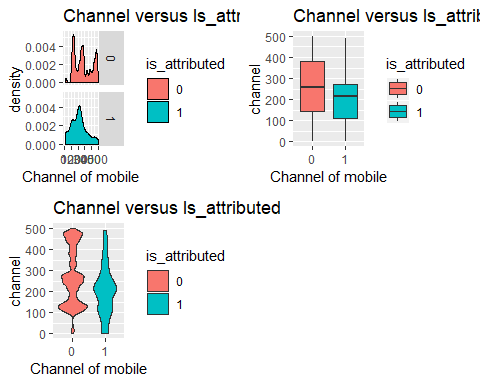 Channel versus Is_attri
density
0.004
0.002
0.000
0
0.004
0.002
0.000
1
Channel of mobile
is_attributed
0
1
Channel versus Is_attrib
channel
500
400
300
200
100
0
0 1
Channel of mobile
is_attributed
0
1
Channel versus Is_attributed
channel
500
400
300
200
100
0
0 1
Channel of mobile
is_attributed
0
1